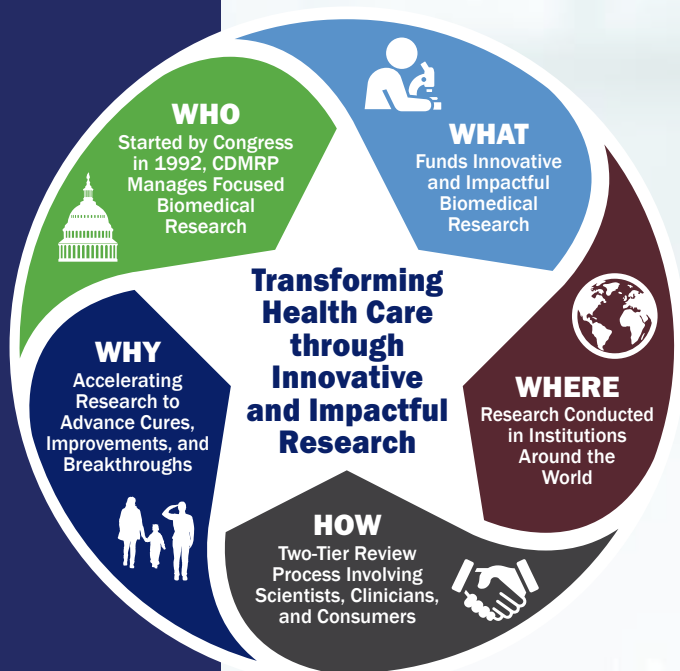 WHO
Started by Congress
in 1992, CDMRP
Manages Focused
Biomedical
Research
WHAT
Funds Innovative
and Impactful
Biomedical
Research
WHERE
Research Conducted
in Institutions
Around the
World
HOW
Two-Tier Review
Process Involving
Scientists, Clinicians,
and Consumers
WHY
Accelerating
Research to
Advance Cures,
Improvements, and
Breakthroughs
Transforming
Health Care
through
Innovative
and Impactful
Research